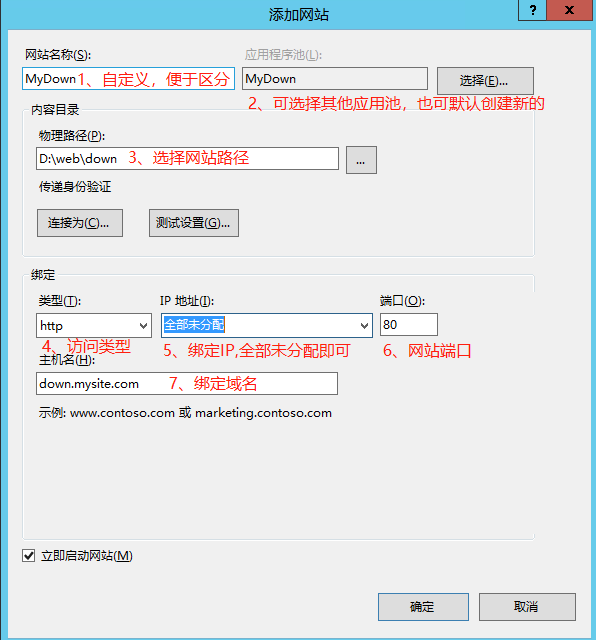 添加网站
? x
网站名称(S): 应用程序池(L):
MyDown 1、自定义，便于区分 MyDown 选择(E)...
2、可选择其他应用池，也可默认创建新的
内容目录
物理路径(P):
D:\web\down 3、选择网站路径 ...
传递身份验证
连接为(C)... 测试设置(G)...
绑定
类型(T): IP 地址(I): 端口(O):
http 全部未分配 80
4、访问类型 5、绑定IP,全部未分配即可 6、网站端口
主机名(H):
down.mysite.com 7、绑定域名
示例: www.contoso.com 或 marketing.contoso.com
立即启动网站(M)
确定 取消